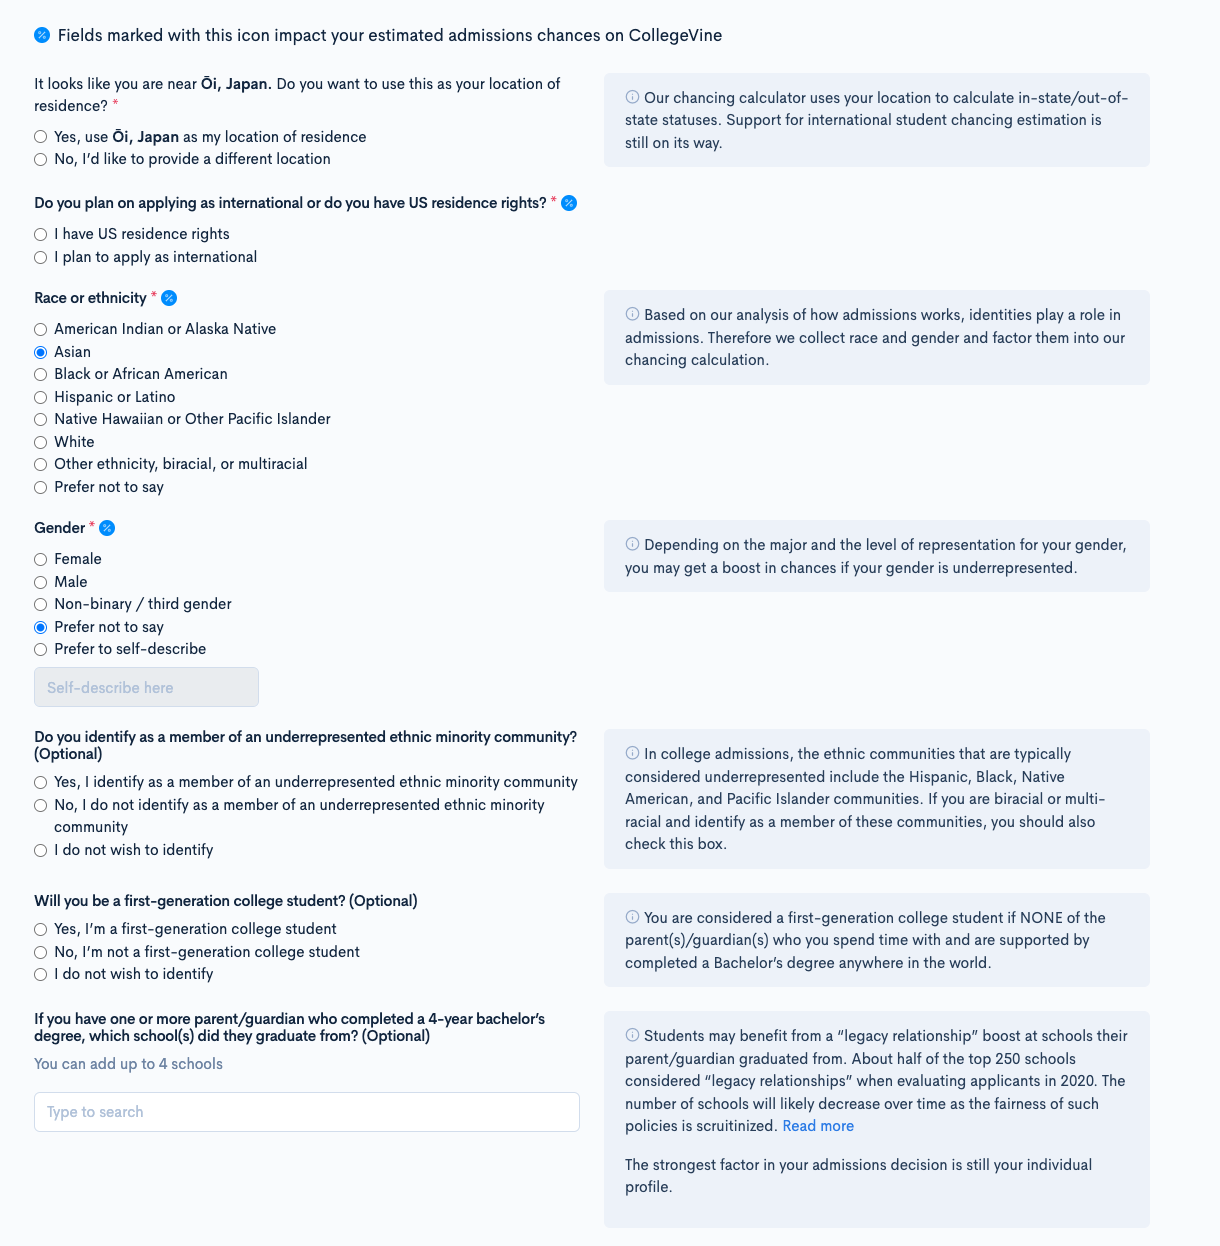 Fields marked with this icon impact your estimated admissions chances on CollegeVine
It looks like you are near Ōi, Japan. Do you want to use this as your location of
residence? *
Yes, use Ōi, Japan as my location of residence
No, I’d like to provide a different location
Our chancing calculator uses your location to calculate in-state/out-of-
state statuses. Support for international student chancing estimation is
still on its way.
Do you plan on applying as international or do you have US residence rights? *
I have US residence rights
I plan to apply as international
Race or ethnicity *
American Indian or Alaska Native
Asian
Black or African American
Hispanic or Latino
Native Hawaiian or Other Pacific Islander
White
Other ethnicity, biracial, or multiracial
Prefer not to say
Based on our analysis of how admissions works, identities play a role in
admissions. Therefore we collect race and gender and factor them into our
chancing calculation.
Gender *
Female
Male
Non-binary / third gender
Prefer not to say
Prefer to self-describe
Self-describe here
Depending on the major and the level of representation for your gender,
you may get a boost in chances if your gender is underrepresented.
Do you identify as a member of an underrepresented ethnic minority community?
(Optional)
Yes, I identify as a member of an underrepresented ethnic minority community
No, I do not identify as a member of an underrepresented ethnic minority
community
I do not wish to identify
In college admissions, the ethnic communities that are typically
considered underrepresented include the Hispanic, Black, Native
American, and Pacific Islander communities. If you are biracial or multi-
racial and identify as a member of these communities, you should also
check this box.
Will you be a first-generation college student? (Optional)
Yes, I’m a first-generation college student
No, I’m not a first-generation college student
I do not wish to identify
You are considered a first-generation college student if NONE of the
parent(s)/guardian(s) who you spend time with and are supported by
completed a Bachelor’s degree anywhere in the world.
If you have one or more parent/guardian who completed a 4-year bachelor’s
degree, which school(s) did they graduate from? (Optional)
You can add up to 4 schools
Type to search
Students may benefit from a “legacy relationship” boost at schools their
parent/guardian graduated from. About half of the top 250 schools
considered “legacy relationships” when evaluating applicants in 2020. The
number of schools will likely decrease over time as the fairness of such
policies is scruitinized. Read more
The strongest factor in your admissions decision is still your individual
profile.